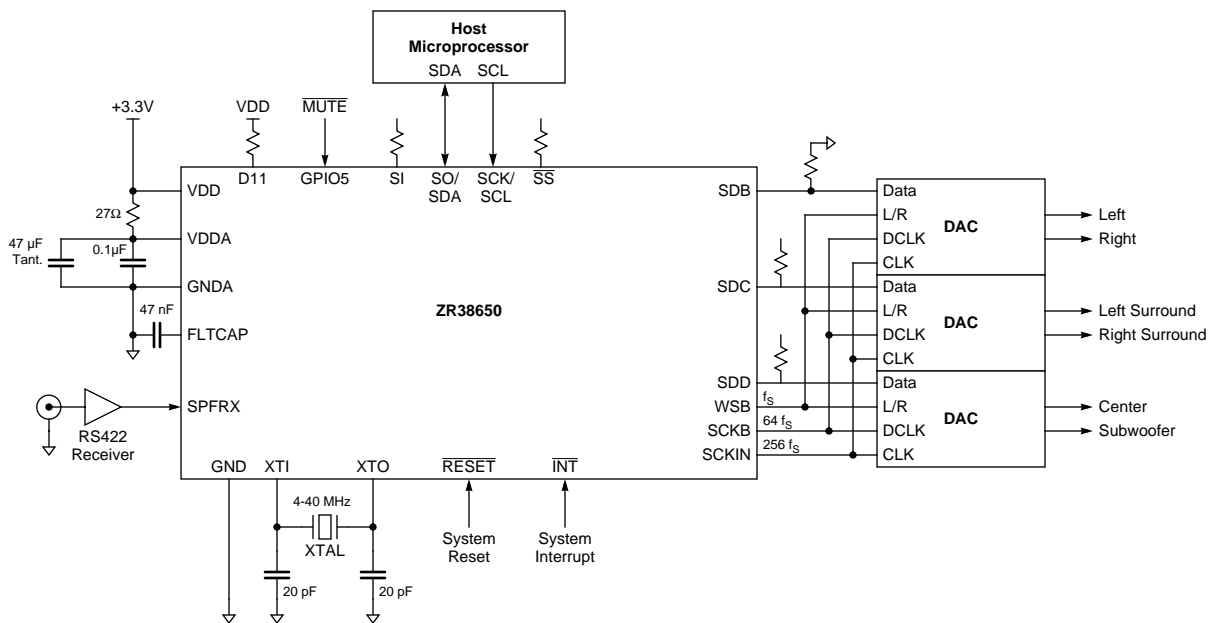 Host
Microprocessor
SDA SCL
+3.3V
VDD
MUTE
D11
GPIO5
SI
SO/
SDA
SCK/
SCL
SS
VDD
27Ω
VDDA
47 µF
Tant.
0.1µF
GNDA
47 nF
FLTCAP
ZR38650
SPFRX
RS422
Receiver
GND
XTI
XTO
RESET
INT
4-40 MHz
XTAL
20 pF
20 pF
System
Reset
System
Interrupt
SDB
SDC
SDD
WSB
SCKB
SCKIN
fS
64 fS
256 fS
Data
L/R
DCLK
CLK
DAC
Left
Right
Data
L/R
DCLK
CLK
DAC
Left Surround
Right Surround
Data
L/R
DCLK
CLK
DAC
Center
Subwoofer